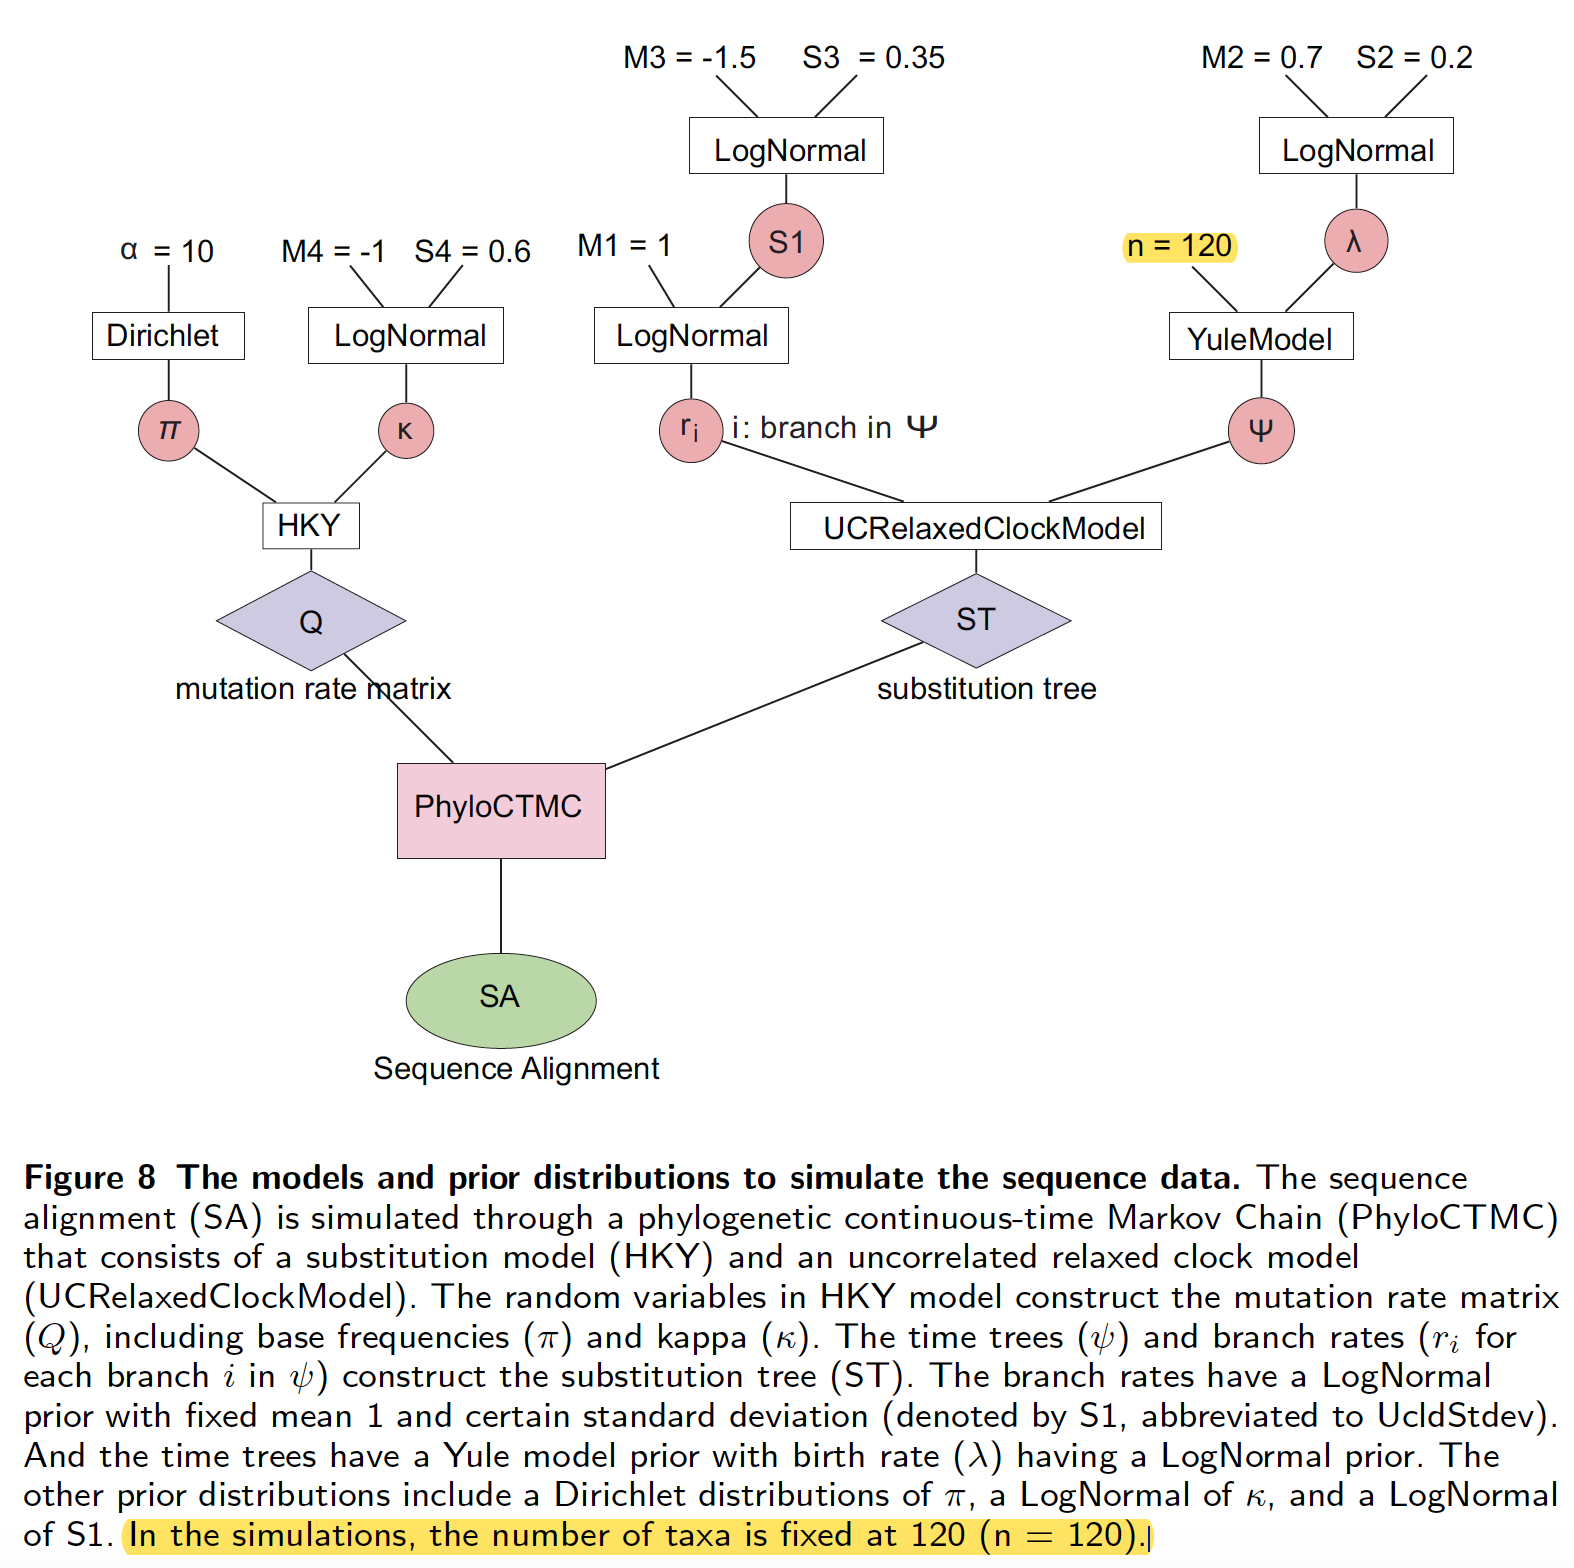 M3 = -1.5 S3 = 0.35 M2 = 0.7 S2 = 0.2
LogNormal LogNormal
S1 λ
α = 10 M4 = -1 S4 = 0.6 M1 = 1 n = 120
Dirichlet LogNormal LogNormal YuleModel
π κ rᵢ i: branch in Ψ Ψ
HKY UCRelaxedClockModel
Q ST
mutation rate matrix substitution tree
PhyloCTMC
SA
Sequence Alignment
Figure 8 The models and prior distributions to simulate the sequence data. The sequence
alignment (SA) is simulated through a phylogenetic continuous-time Markov Chain (PhyloCTMC)
that consists of a substitution model (HKY) and an uncorrelated relaxed clock model
(UCRelaxedClockModel). The random variables in HKY model construct the mutation rate matrix
(Q), including base frequencies (π) and kappa (κ). The time trees (ψ) and branch rates (rᵢ for
each branch i in ψ) construct the substitution tree (ST). The branch rates have a LogNormal
prior with fixed mean 1 and certain standard deviation (denoted by S1, abbreviated to UcldStdev).
And the time trees have a Yule model prior with birth rate (λ) having a LogNormal prior. The
other prior distributions include a Dirichlet distributions of π, a LogNormal of κ, and a LogNormal
of S1. In the simulations, the number of taxa is fixed at 120 (n = 120).